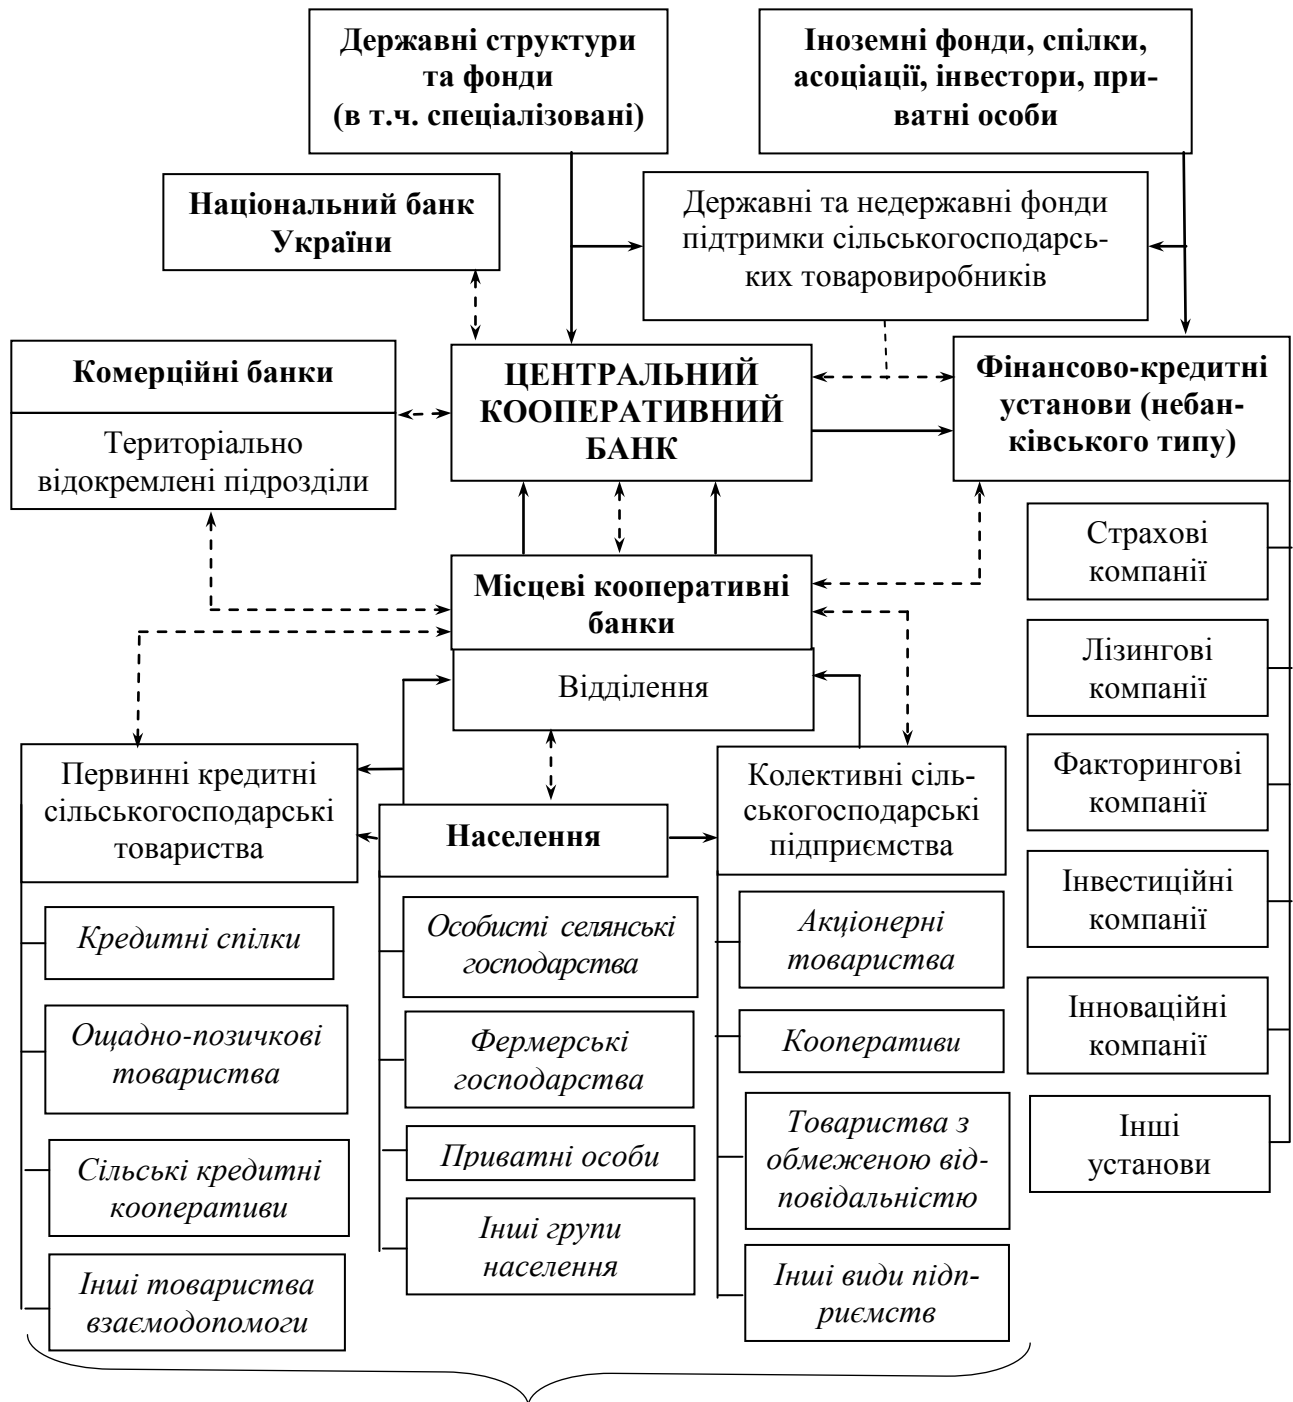 Державні структури
та фонди
(в т.ч. спеціалізовані)
Іноземні фонди, спілки,
асоціації, інвестори, при-
ватні особи
Національний банк
України
Державні та недержавні фонди
підтримки сільськогосподарсь-
ких товаровиробників
Комерційні банки
Територіально
відокремлені підрозділи
ЦЕНТРАЛЬНИЙ
КООПЕРАТИВНИЙ
БАНК
Фінансово-кредитні
установи (небан-
ківського типу)
Місцеві кооперативні
банки
Відділення
Страхові
компанії
Лізингові
компанії
Факторингові
компанії
Інвестиційні
компанії
Інноваційні
компанії
Інші
установи
Первинні кредитні
сільськогосподарські
товариства
Кредитні спілки
Ощадно-позичкові
товариства
Сільські кредитні
кооперативи
Інші товариства
взаємодопомоги
Населення
Особисті селянські
господарства
Фермерські
господарства
Приватні особи
Інші групи
населення
Колективні сіль-
ськогосподарські
підприємства
Акціонерні
товариства
Кооперативи
Товариства з
обмеженою від-
повідальністю
Інші види підп-
риємств